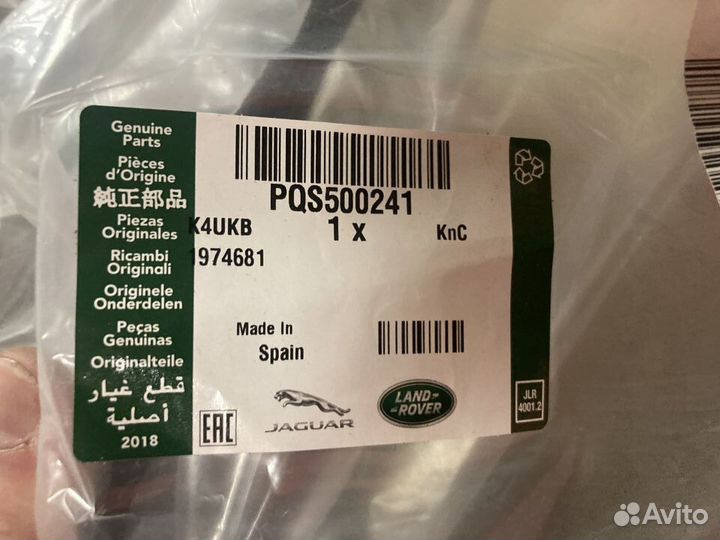 Genuine
Parts
Pièces
d'Origine
純正部品
Piezas
Originales
Ricambi
Originali
Originele
Onderdelen
Peças
Genuinas
Originalteile
قطع غيار
أصلية
2018
PQS500241
K4UKB
1 x
KnC
1974681
Made In
Spain
EAC
JAGUAR
LAND-
-ROVER
JLR
4001.2
Avito